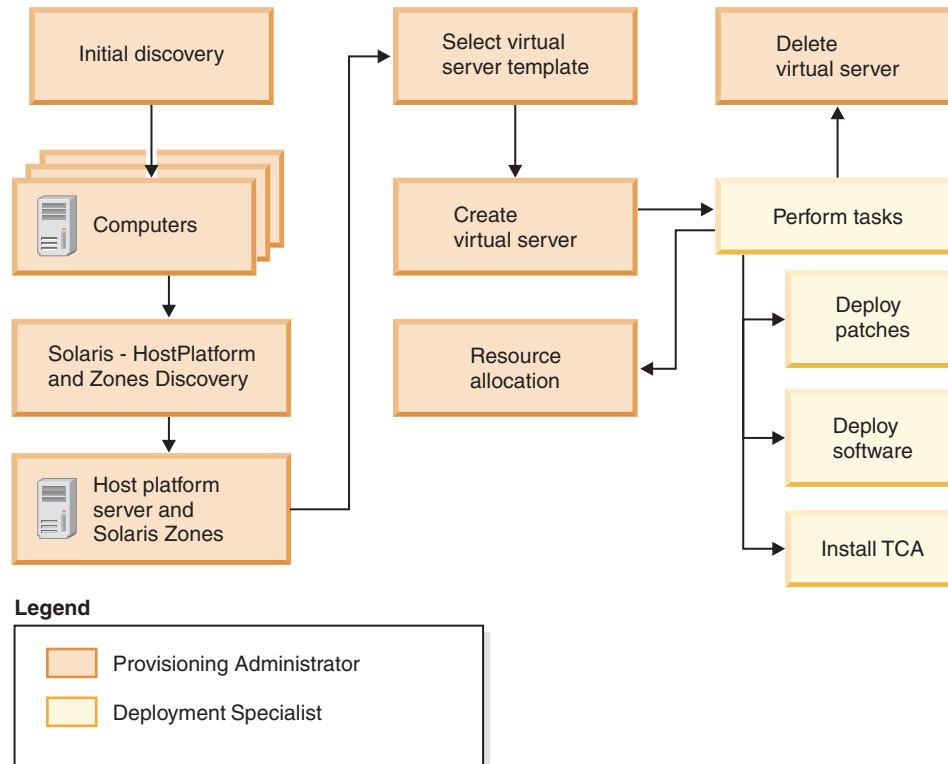 Initial discovery
Computers
Solaris - HostPlatform
and Zones Discovery
Host platform
server and
Solaris Zones
Select virtual
server template
Create
virtual server
Resource
allocation
Delete
virtual server
Perform tasks
Deploy
patches
Deploy
software
Install TCA
Legend
Provisioning Administrator
Deployment Specialist